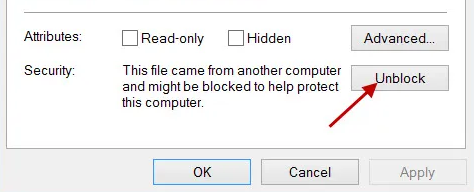 Attributes: Read-only Hidden Advanced...
Security: This file came from another computer Unblock
and might be blocked to help protect
this computer.
OK Cancel Apply